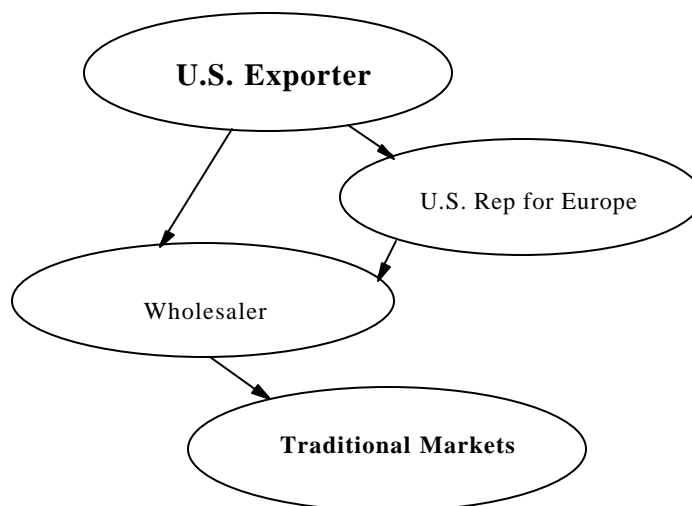 U.S. Exporter
U.S. Rep for Europe
Wholesaler
Traditional Markets